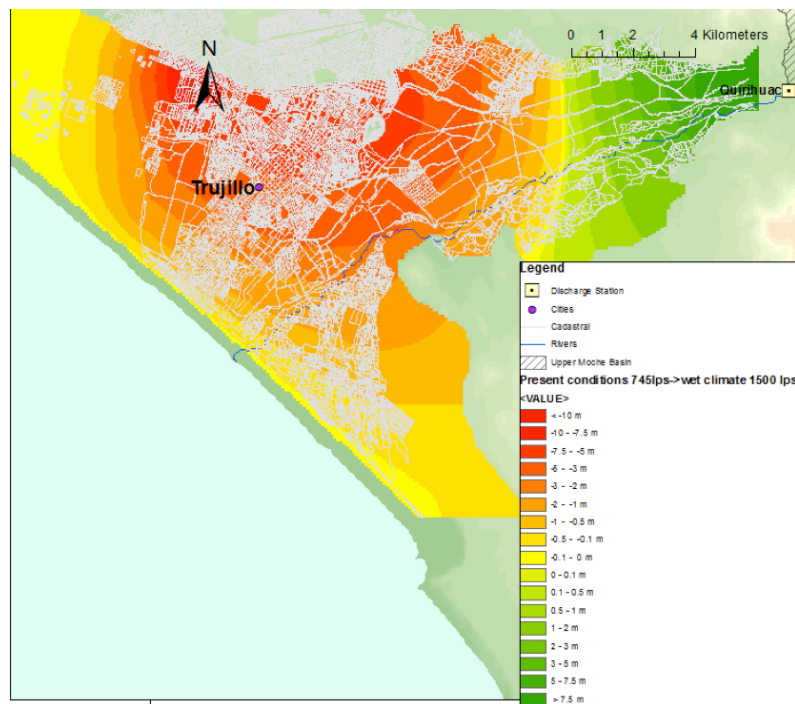 N
0 1 2 4 Kilometers
Quirihuac
Trujillo
Legend
Discharge Station
Cities
Cadastral
Rivers
Upper Moche Basin
Present conditions 745lps->wet climate 1500 lps
<VALUE>
< -10 m
-10 - -7.5 m
-7.5 - -5 m
-5 - -3 m
-3 - -2 m
-2 - -1 m
-1 - -0.5 m
-0.5 - -0.1 m
-0.1 - 0 m
0 - 0.1 m
0.1 - 0.5 m
0.5 - 1 m
1 - 2 m
2 - 3 m
3 - 5 m
5 - 7.5 m
> 7.5 m